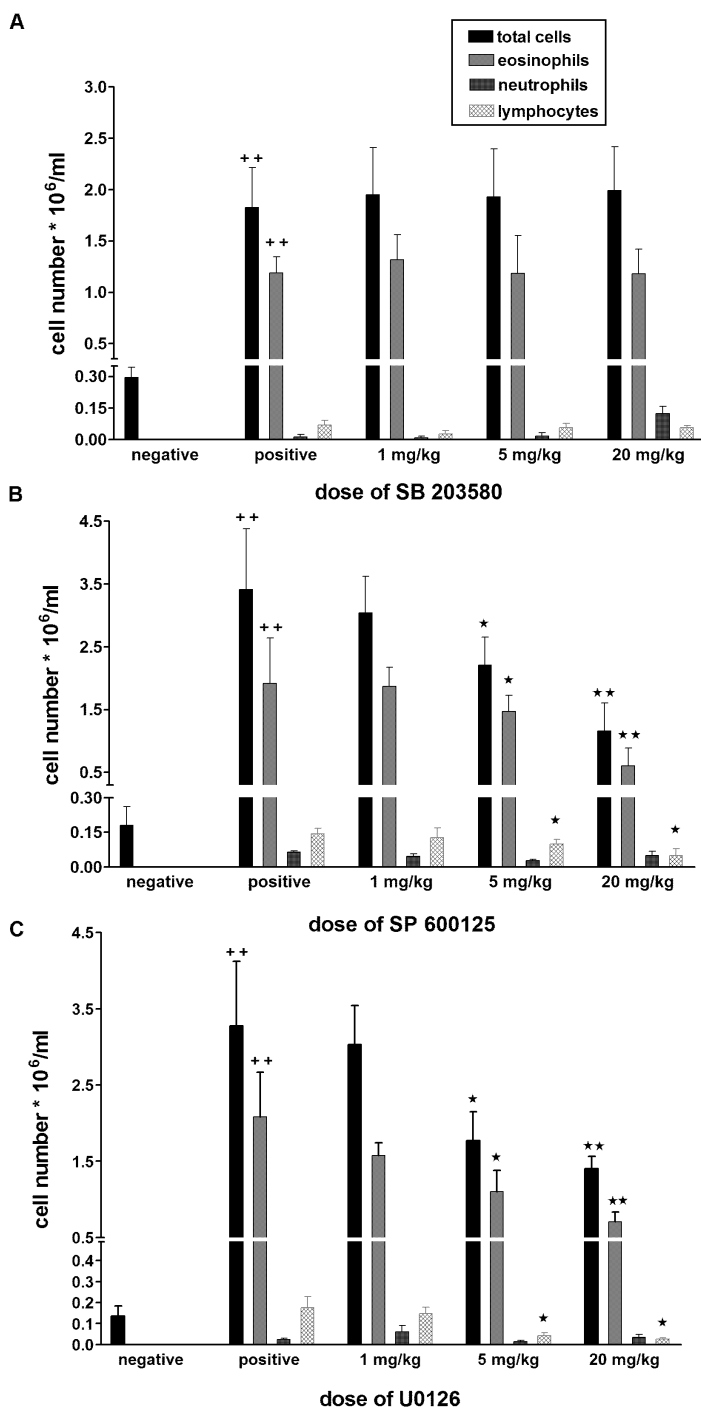 A
total cells
eosinophils
neutrophils
lymphocytes
3.0
2.5
2.0
1.5
1.0
0.5
0.30
0.15
0.00
cell number * 10⁶/ml
++
++
negative positive 1 mg/kg 5 mg/kg 20 mg/kg
dose of SB 203580
B
4.5
3.5
2.5
1.5
0.5
0.30
0.15
0.00
cell number * 10⁶/ml
++
++
★
★
★
★★
★★
★
negative positive 1 mg/kg 5 mg/kg 20 mg/kg
dose of SP 600125
C
4.5
3.5
2.5
1.5
0.5
0.4
0.3
0.2
0.1
0.0
cell number * 10⁶/ml
++
++
★
★
★
★★
★★
★
negative positive 1 mg/kg 5 mg/kg 20 mg/kg
dose of U0126